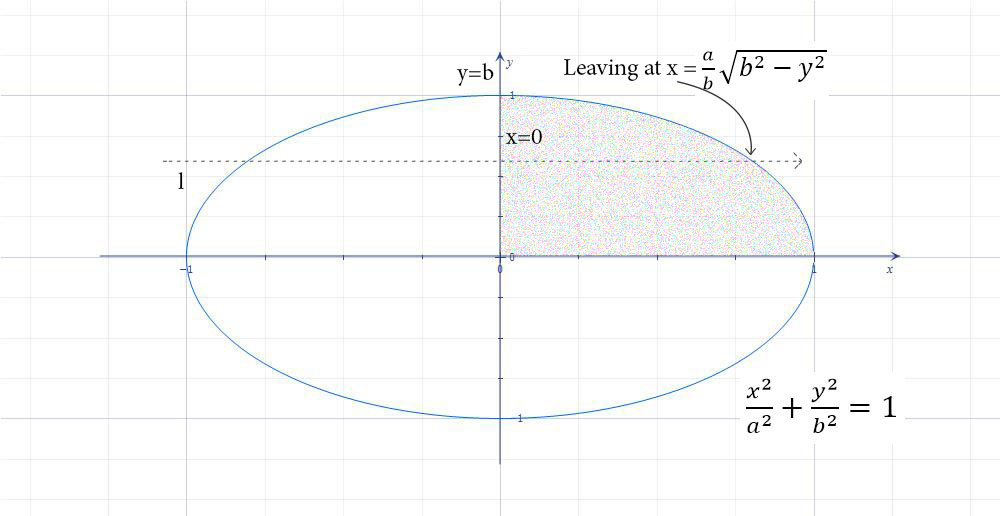 Leaving at x = a/b √(b² − y²)
y=b
y
1
x=0
l
−1
0
0
1
x
1
x²/a² + y²/b² = 1